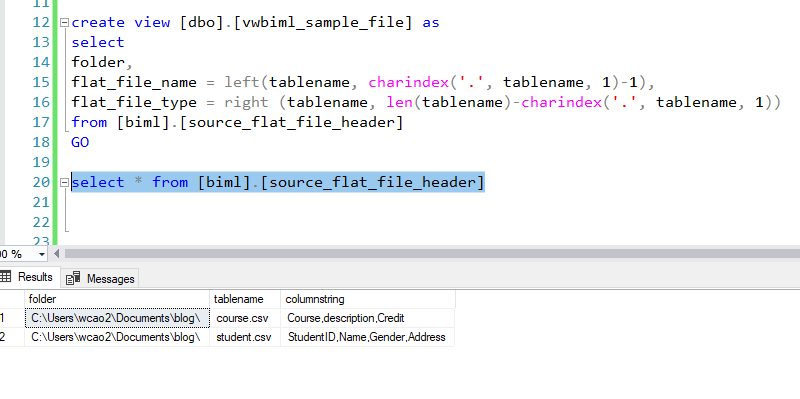 11
12 create view [dbo].[vwbiml_sample_file] as
13 select
14 folder,
15 flat_file_name = left(tablename, charindex('.', tablename, 1)-1),
16 flat_file_type = right (tablename, len(tablename)-charindex('.', tablename, 1))
17 from [biml].[source_flat_file_header]
18 GO
19
20 select * from [biml].[source_flat_file_header]
21
22
23
00 %
Results Messages
folder tablename columnstring
1 C:\Users\wcao2\Documents\blog\ course.csv Course,description,Credit
2 C:\Users\wcao2\Documents\blog\ student.csv StudentID,Name,Gender,Address